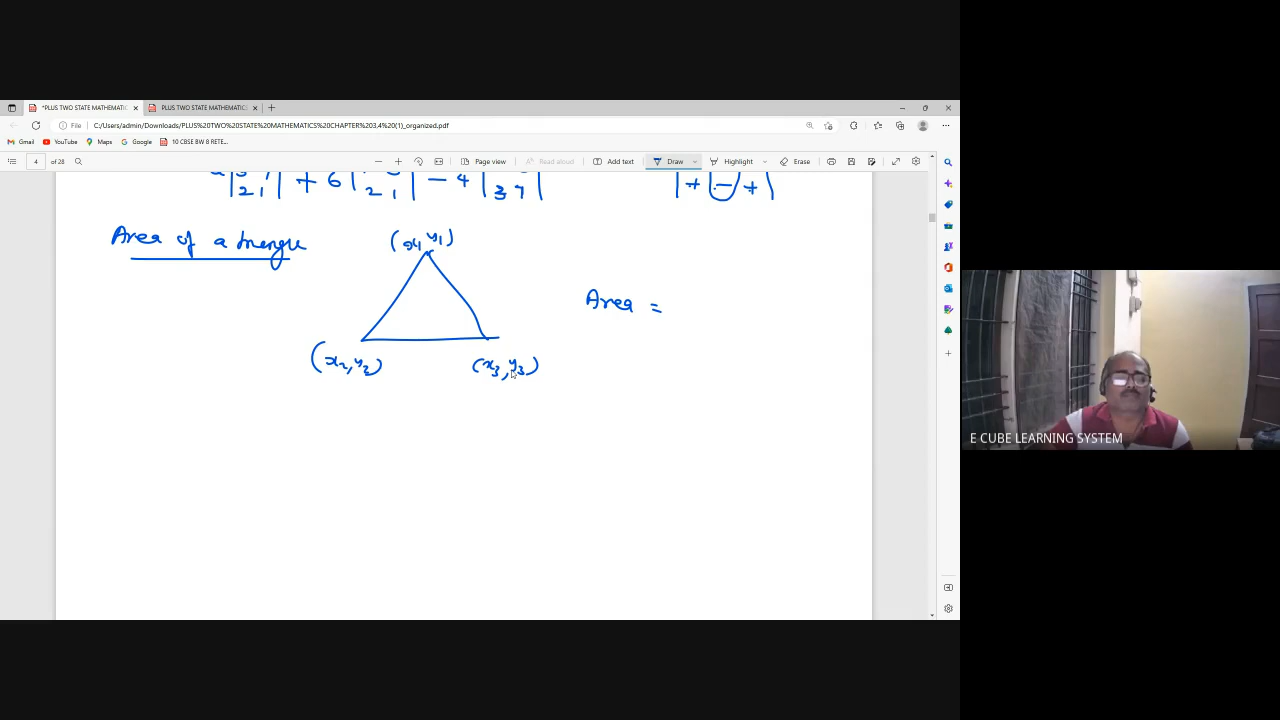 *PLUS TWO STATE MATHEMATIC
PLUS TWO STATE MATHEMATICS
File
C:/Users/admin/Downloads/PLUS%20TWO%20STATE%20MATHEMATICS%20CHAPTER%203,4%20(1)_organized.pdf
Gmail YouTube Maps Google 10 CBSE BW 8 RETE...
4 of 28 Page view Read aloud Add text Draw Highlight Erase
2 1 + 6 2 1 - 4 3 7
+ - +
Area of a triangle
(x1 y1)
Area =
(x2, y2) (x3, y3)
E CUBE LEARNING SYSTEM